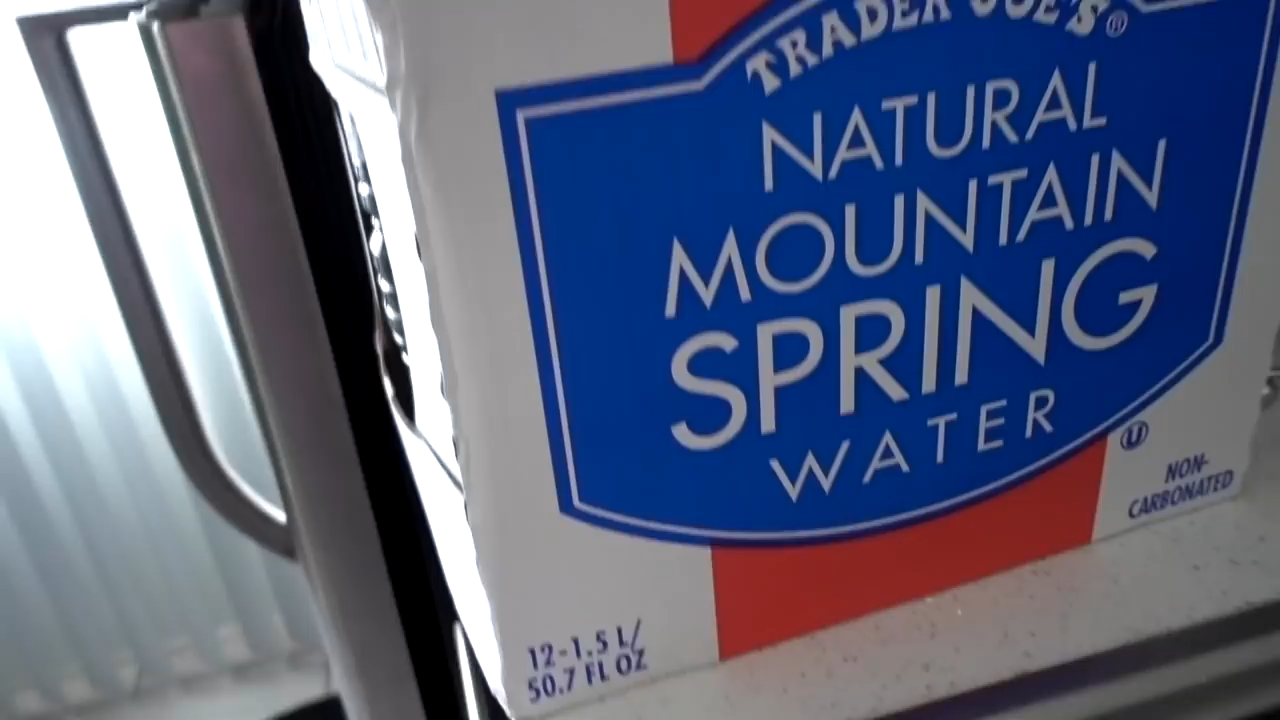 TRADER JOE'S®
NATURAL
MOUNTAIN
SPRING
WATER
U
NON-
CARBONATED
12-1.5 L/
50.7 FL OZ